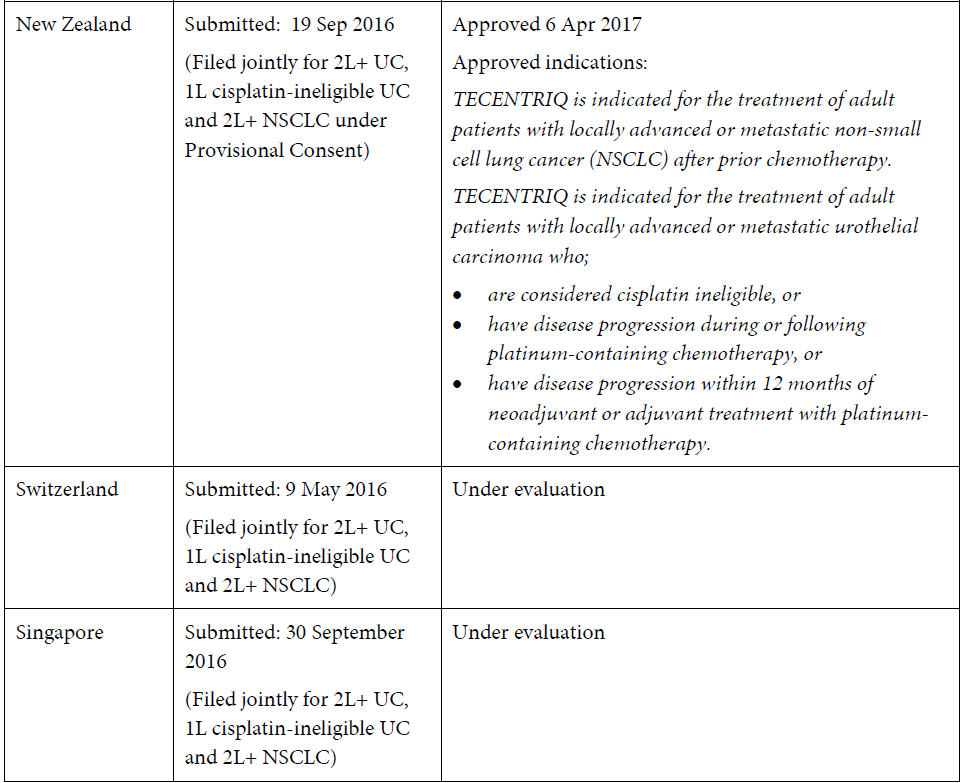 New Zealand
Submitted: 19 Sep 2016
(Filed jointly for 2L+ UC,
1L cisplatin-ineligible UC
and 2L+ NSCLC under
Provisional Consent)
Approved 6 Apr 2017
Approved indications:
TECENTRIQ is indicated for the treatment of adult
patients with locally advanced or metastatic non-small
cell lung cancer (NSCLC) after prior chemotherapy.
TECENTRIQ is indicated for the treatment of adult
patients with locally advanced or metastatic urothelial
carcinoma who;
• are considered cisplatin ineligible, or
• have disease progression during or following
platinum-containing chemotherapy, or
• have disease progression within 12 months of
neoadjuvant or adjuvant treatment with platinum-
containing chemotherapy.
Switzerland
Submitted: 9 May 2016
(Filed jointly for 2L+ UC,
1L cisplatin-ineligible UC
and 2L+ NSCLC)
Under evaluation
Singapore
Submitted: 30 September
2016
(Filed jointly for 2L+ UC,
1L cisplatin-ineligible UC
and 2L+ NSCLC)
Under evaluation